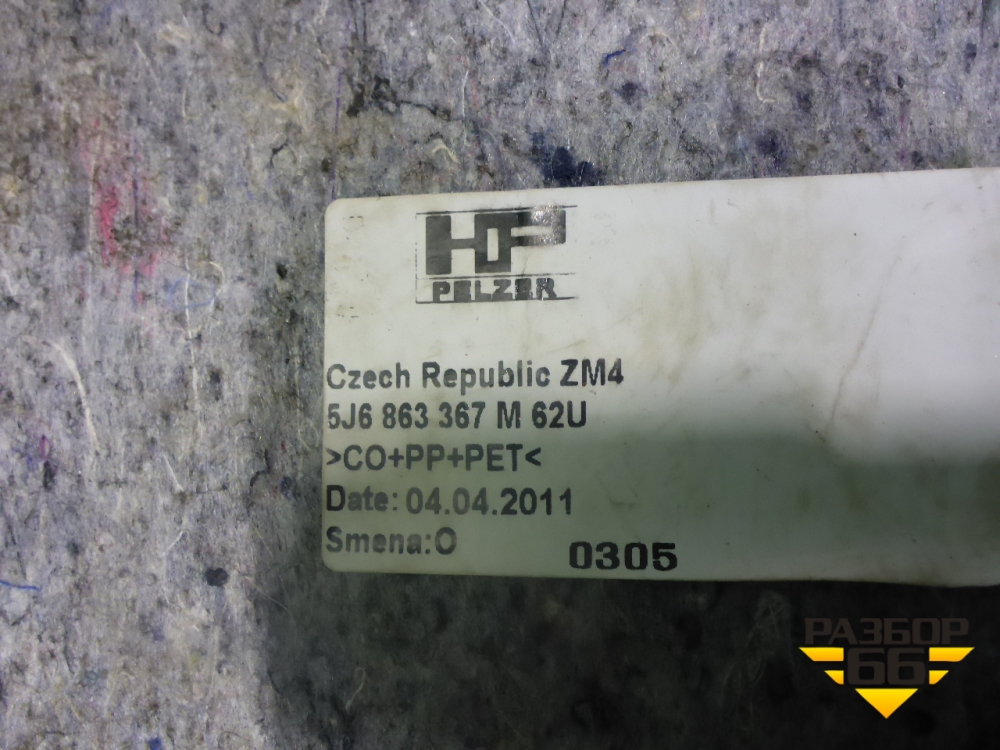 HP
PELZER
Czech Republic ZM4
5J6 863 367 M 62U
>CO+PP+PET<
Date: 04.04.2011
Smena:O
0305
РАЗБОР
66